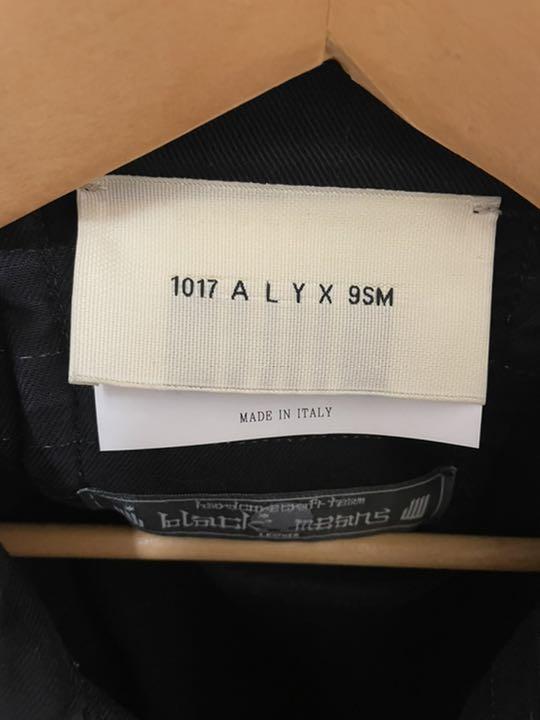 1017 A L Y X 9SM
MADE IN ITALY
black means